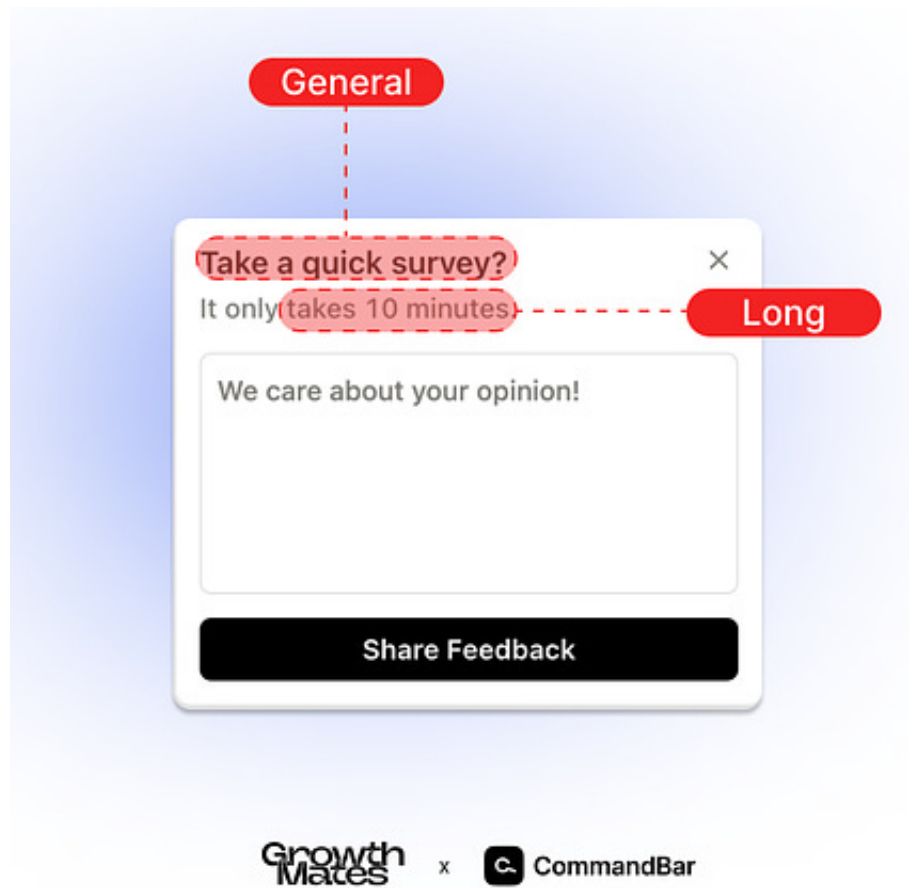 General
Take a quick survey?
It only takes 10 minutes.
Long
We care about your opinion!
Share Feedback
Growth
Mates x CommandBar